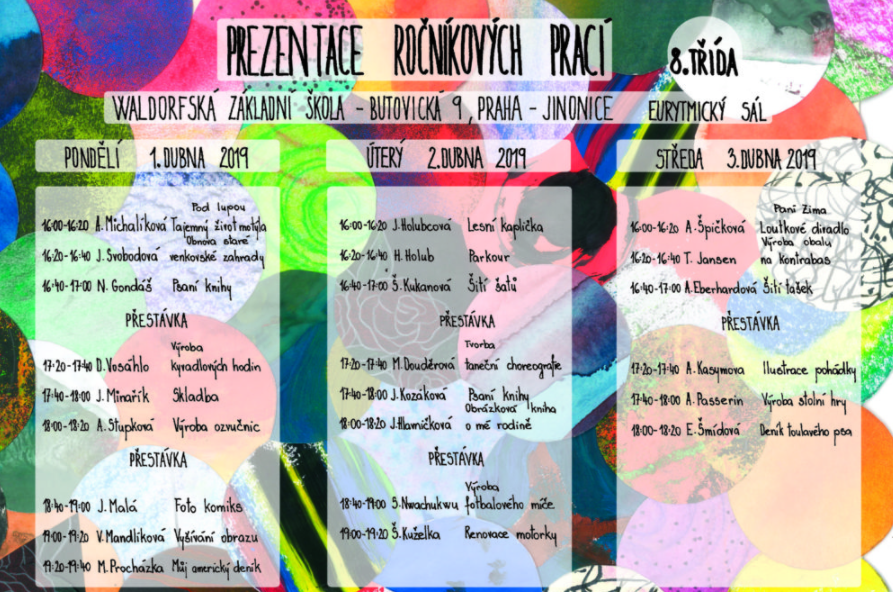 PREZENTACE ROČNÍKOVÝCH PRACÍ
8.TŘÍDA
WALDORFSKÁ ZÁKLADNÍ ŠKOLA - BUTOVICKÁ 9, PRAHA - JINONICE EURYTMICKÝ SÁL
PONDĚLÍ 1.DUBNA 2019
Pod lupou
16:00-16:20 A.Michalíková Tajemný život motýla
Obnova staré
16:20-16:40 J.Svobodová venkovské zahrady
16:40-17:00 N.Gondáš Psaní knihy
PŘESTÁVKA
Výroba
17:20-17:40 D.Vosáhlo kyvadlových hodin
17:40-18:00 J.Minařík Skladba
18:00-18:20 A.Stupková Výroba ozvučnic
PŘESTÁVKA
18:40-19:00 J.Malá Foto komiks
19:00-19:20 V.Mandlíková Vyšívání obrazu
19:20-19:40 M.Procházka Můj americký deník
ÚTERÝ 2.DUBNA 2019
16:00-16:20 J.Holubcová Lesní kaplička
16:20-16:40 H.Holub Parkour
16:40-17:00 Š.Kukanová Šití šatů
PŘESTÁVKA
Tvorba
17:20-17:40 M.Douděrová taneční choreografie
17:40-18:00 J.Kozáková Psaní knihy
Obrázková kniha
18:00-18:20 J.Hlavničková o mé rodině
PŘESTÁVKA
Výroba
18:40-19:00 S.Nwachukwu fotbalového míče
19:00-19:20 Š.Kuželka Renovace motorky
STŘEDA 3.DUBNA 2019
Paní Zima
16:00-16:20 A.Špičková Loutkové divadlo
Výroba obalu
16:20-16:40 T.Jansen na kontrabas
16:40-17:00 A.Eberhardová Šití tašek
PŘESTÁVKA
17:20-17:40 A.Kasymova Ilustrace pohádky
17:40-18:00 A.Passerin Výroba stolní hry
18:00-18:20 E.Šmídová Deník toulavého psa